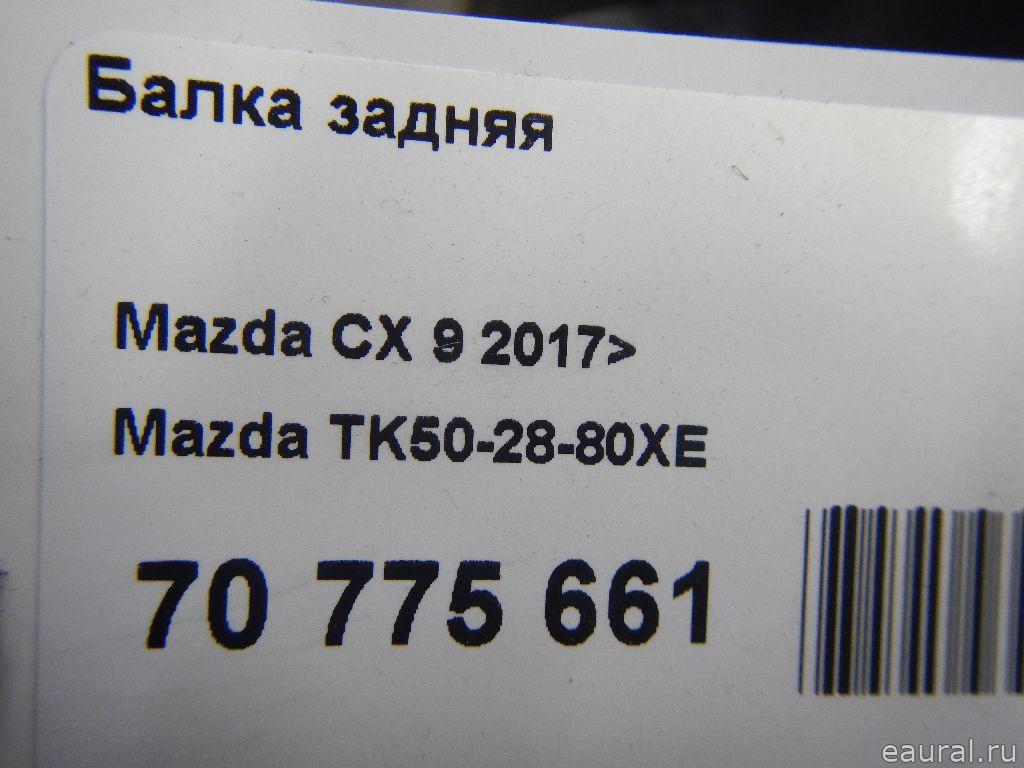 Балка задняя
Mazda CX 9 2017>
Mazda TK50-28-80XE
70 775 661
eaural.ru